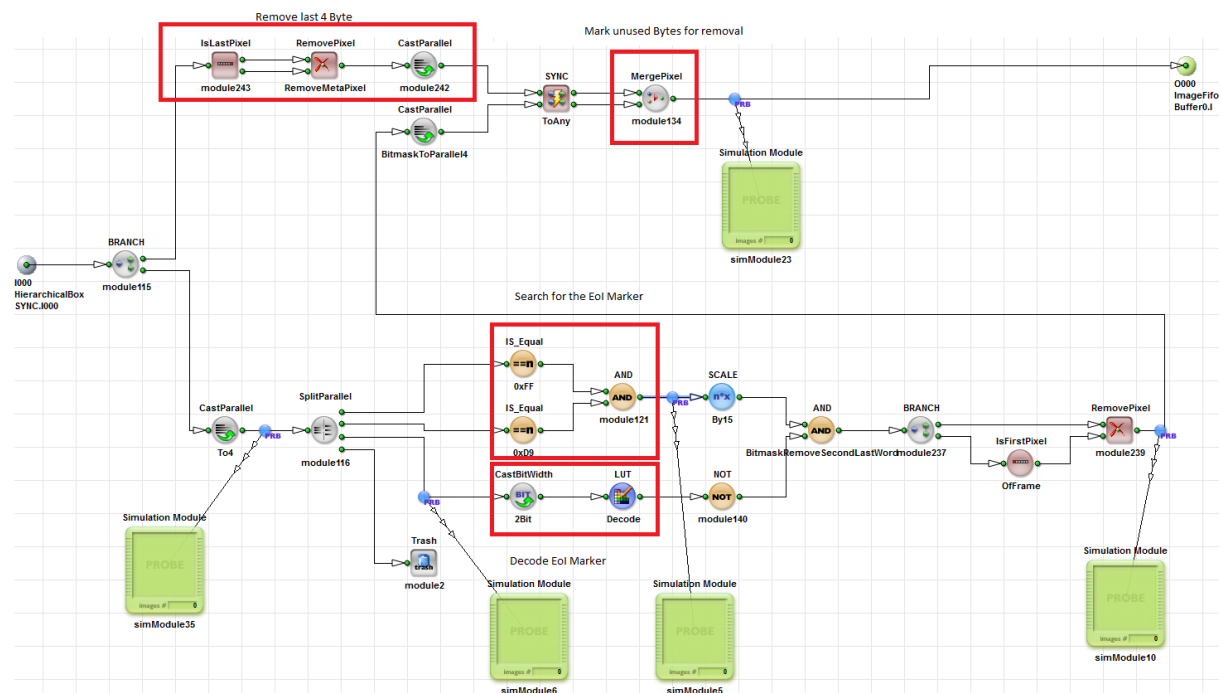 Remove last 4 Byte
Mark unused Bytes for removal
IsLastPixel
RemovePixel
CastParallel
module243
RemoveMetaPixel
module242
SYNC
ToAny
MergePixel
module134
PRB
O000
ImageFifo
Buffer0.I
CastParallel
BitmaskToParallel4
Simulation Module
PROBE
Images # 0
simModule23
BRANCH
module115
I000
HierarchicalBox
SYNC.I000
Search for the EoI Marker
IS_Equal
0xFF
IS_Equal
0xD9
AND
module121
PRB
SCALE
By15
AND
BitmaskRemoveSecondLastWord
BRANCH
module237
IsFirstPixel
OfFrame
RemovePixel
module239
PRB
CastParallel
To4
PRB
SplitParallel
module116
PRB
CastBitWidth
BIT
2Bit
LUT
Decode
NOT
module140
Trash
trash
module2
Decode EoI Marker
Simulation Module
PROBE
Images # 0
simModule35
Simulation Module
PROBE
Images # 0
simModule6
Simulation Module
PROBE
Images # 0
simModule5
Simulation Module
PROBE
Images # 0
simModule10
==n
==n
AND
n*x
AND
NOT